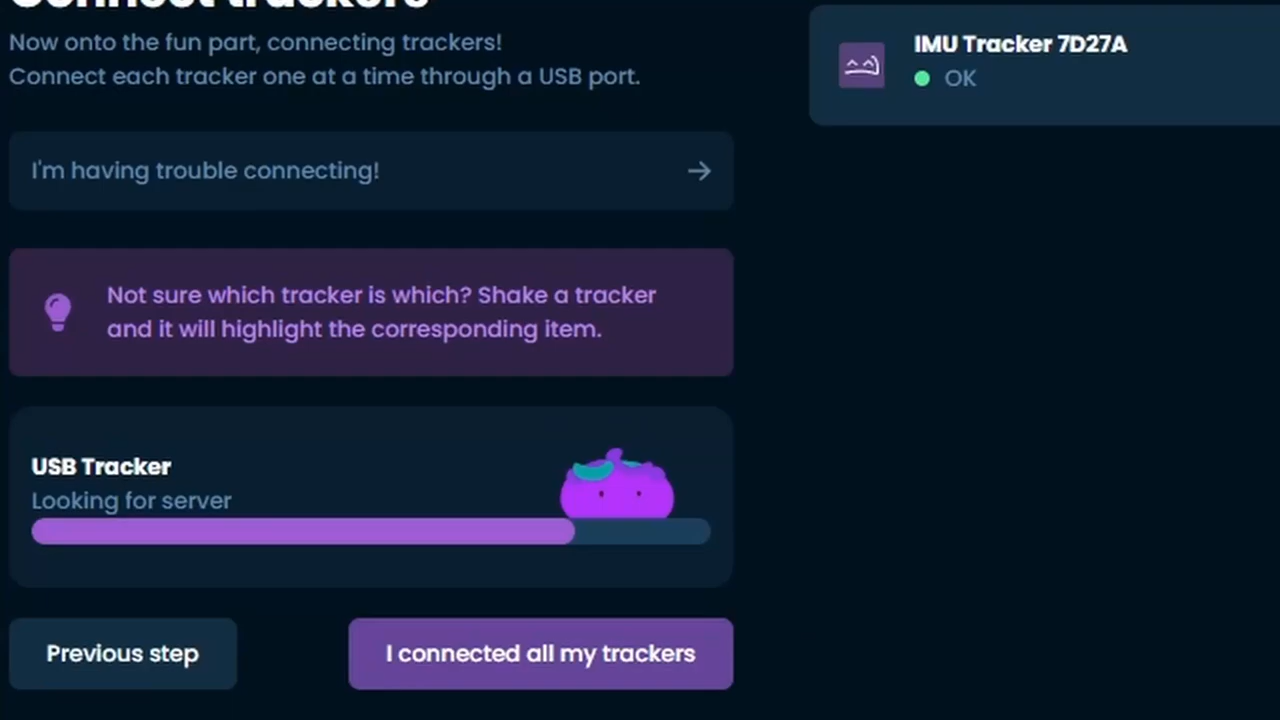 Connect trackers
Now onto the fun part, connecting trackers!
Connect each tracker one at a time through a USB port.
I'm having trouble connecting!
Not sure which tracker is which? Shake a tracker
and it will highlight the corresponding item.
USB Tracker
Looking for server
Previous step
I connected all my trackers
IMU Tracker 7D27A
OK